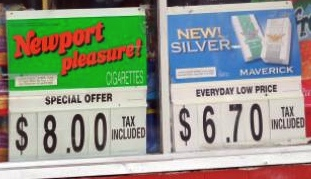 Newport
pleasure!
CIGARETTES
SPECIAL OFFER
$8.00 TAX
INCLUDED
NEW!
SILVER
MAVERICK
EVERYDAY LOW PRICE
$6.70 TAX
INCLUDED